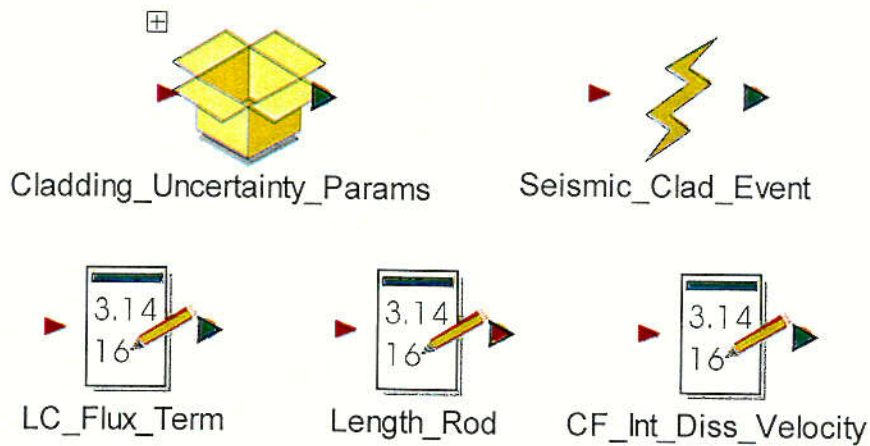 Cladding_Uncertainty_Params
Seismic_Clad_Event
3.14
16
3.14
16
3.14
16
LC_Flux_Term
Length_Rod
CF_Int_Diss_Velocity